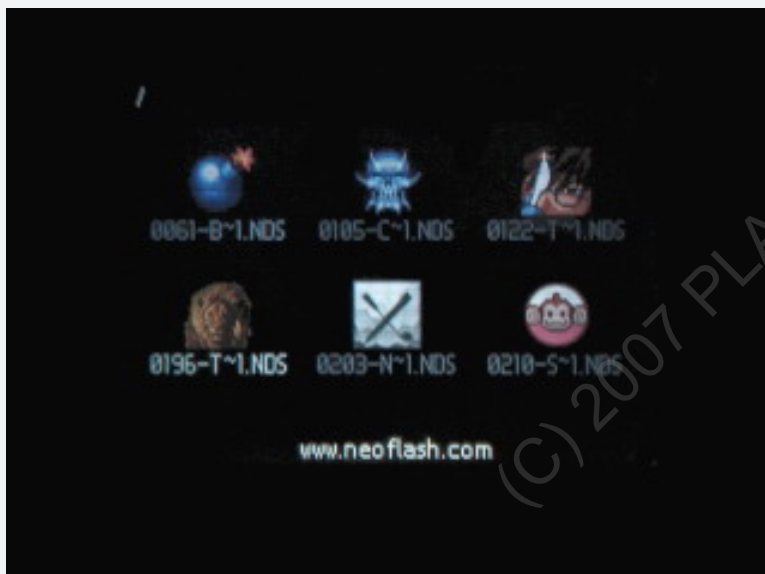 /
0061-B~1.NDS 0105-C~1.NDS 0122-T~1.NDS
0196-T~1.NDS 0203-N~1.NDS 0210-S~1.NDS
www.neoflash.com
(C) 2007 PLA